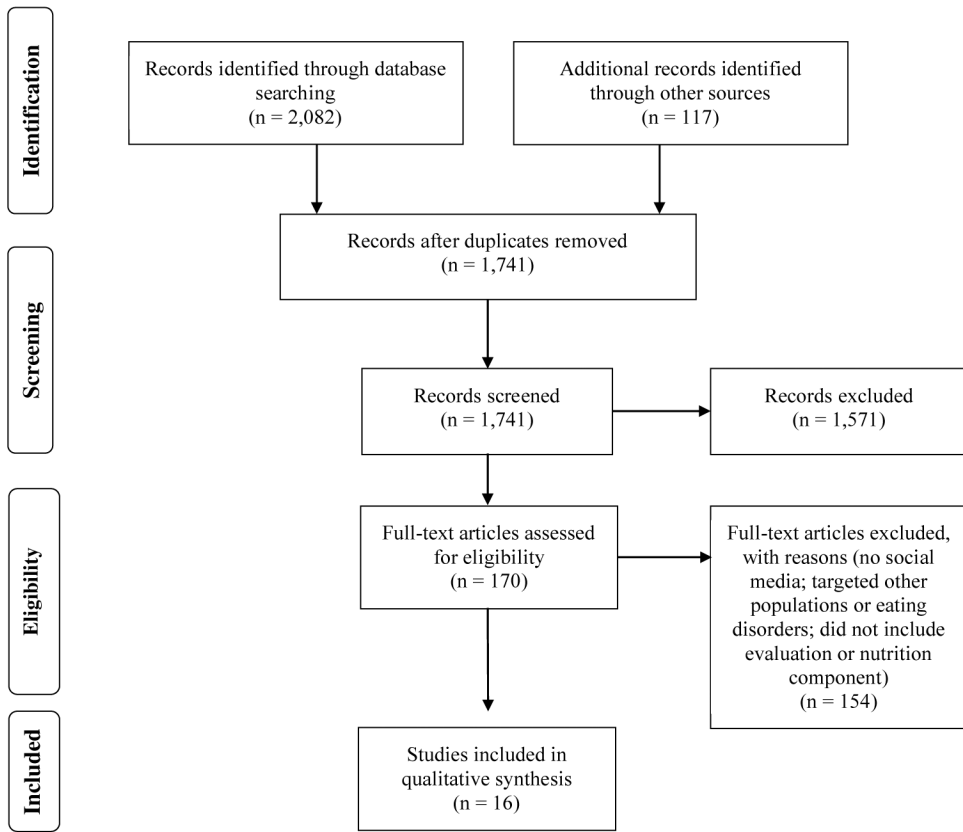 Identification
Records identified through database
searching
(n = 2,082)
Additional records identified
through other sources
(n = 117)
Records after duplicates removed
(n = 1,741)
Screening
Records screened
(n = 1,741)
Records excluded
(n = 1,571)
Eligibility
Full-text articles assessed
for eligibility
(n = 170)
Full-text articles excluded,
with reasons (no social
media; targeted other
populations or eating
disorders; did not include
evaluation or nutrition
component)
(n = 154)
Included
Studies included in
qualitative synthesis
(n = 16)